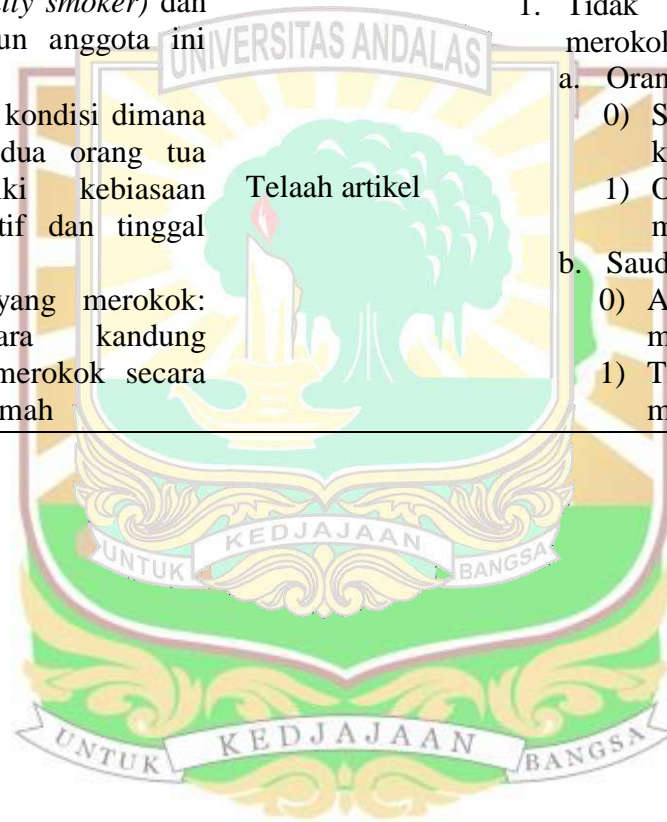 ily smoker) dan
un anggota ini
kondisi dimana
dua orang tua
ki kebiasaan
tif dan tinggal
yang merokok:
ara kandung
merokok secara
mah
Telaah artikel
1. Tidak
merokok
a. Oran
0) S
k
1) O
m
b. Saud
0) A
m
1) T
m
UNIVERSITAS ANDALAS
UNTUK KEDJAJAAN BANGSA
UNTUK KEDJAJAAN BANGSA